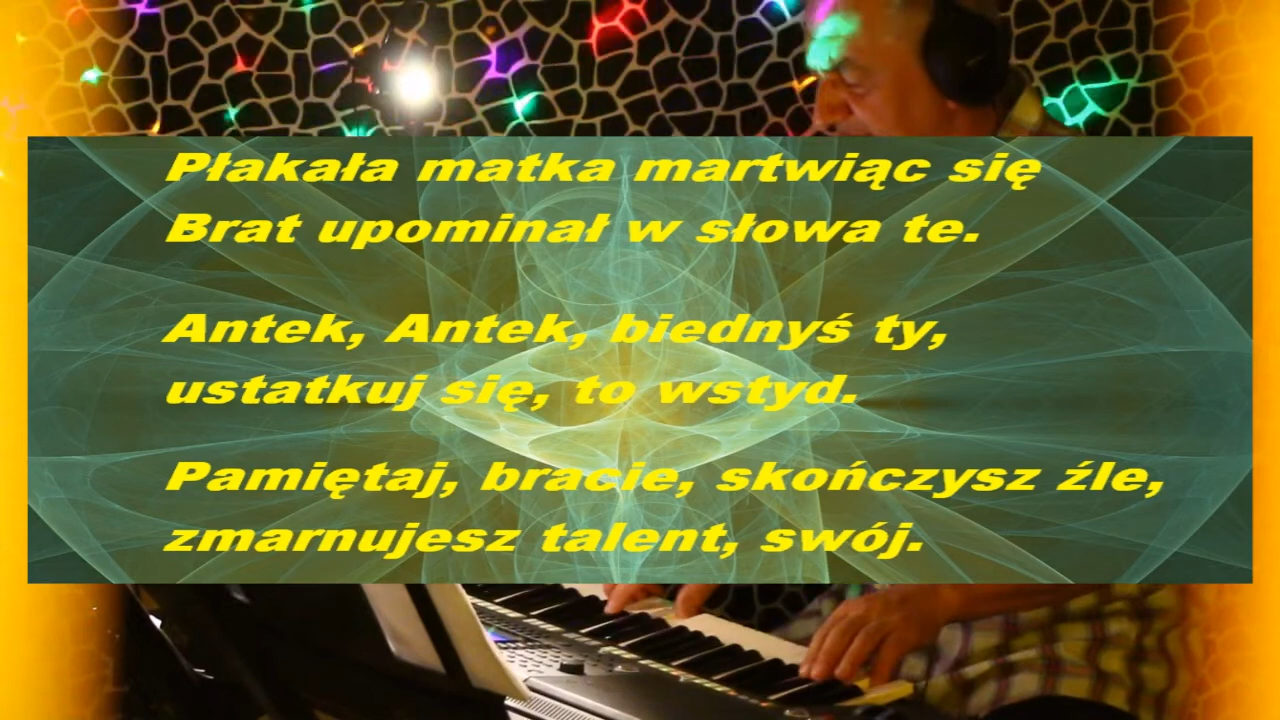 Płakała matka martwiąc się
Brat upominał w słowa te.
Antek, Antek, biednyś ty,
ustatkuj się, to wstyd.
Pamiętaj, bracie, skończysz źle,
zmarnujesz talent, swój.